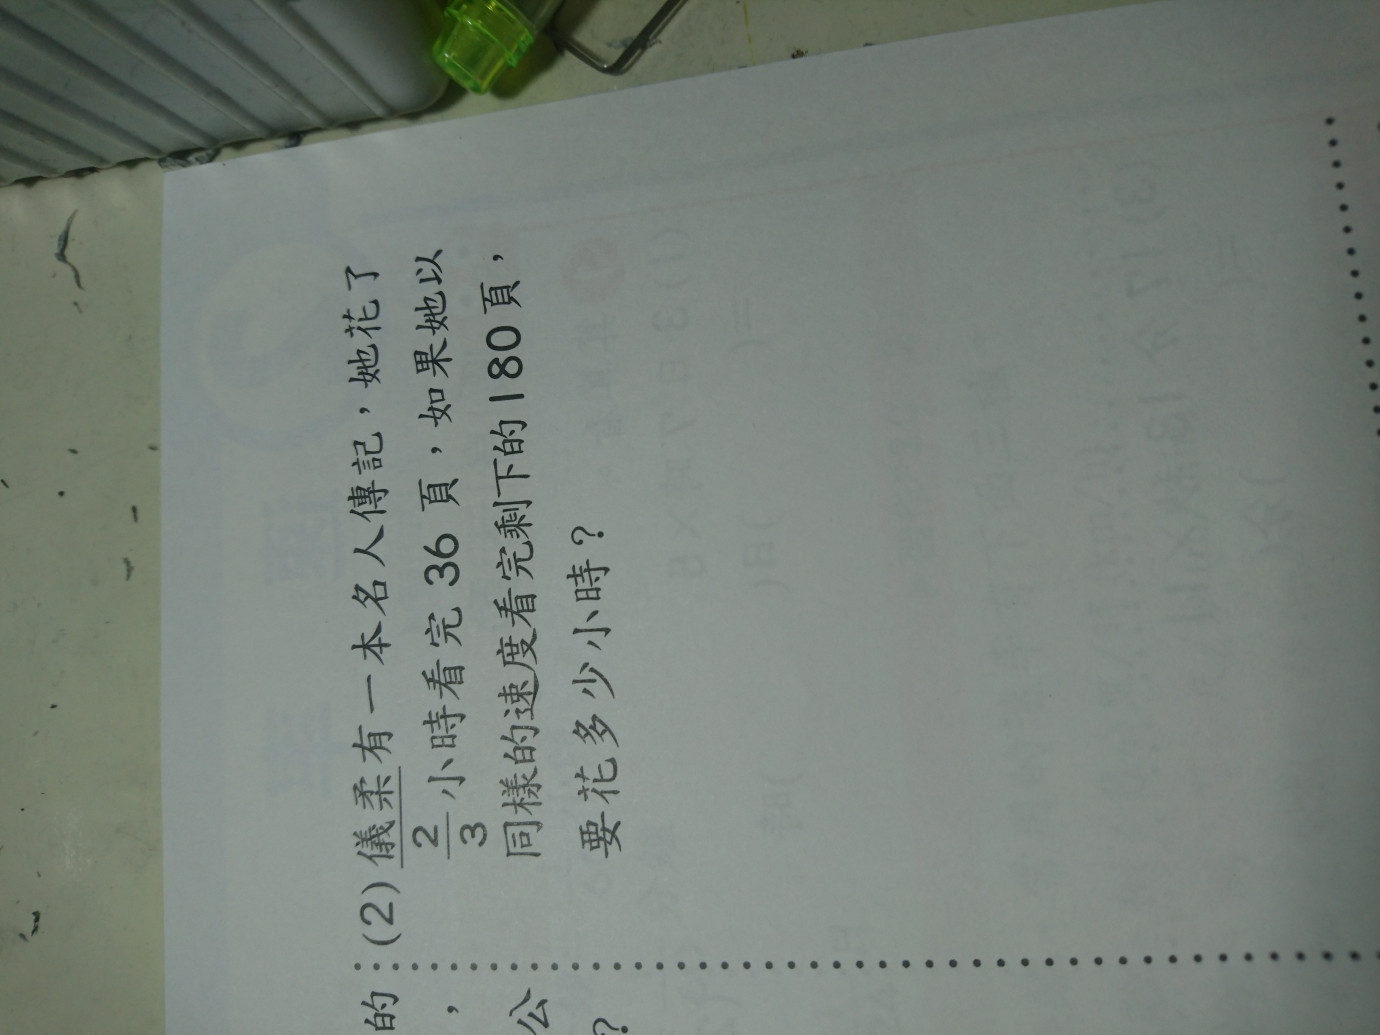 (2) 儀柔有一本名人傳記，她花了
2/3 小時看完 36 頁，如果她以
同樣的速度看完剩下的180頁，
要花多少小時？
的
，
公
？